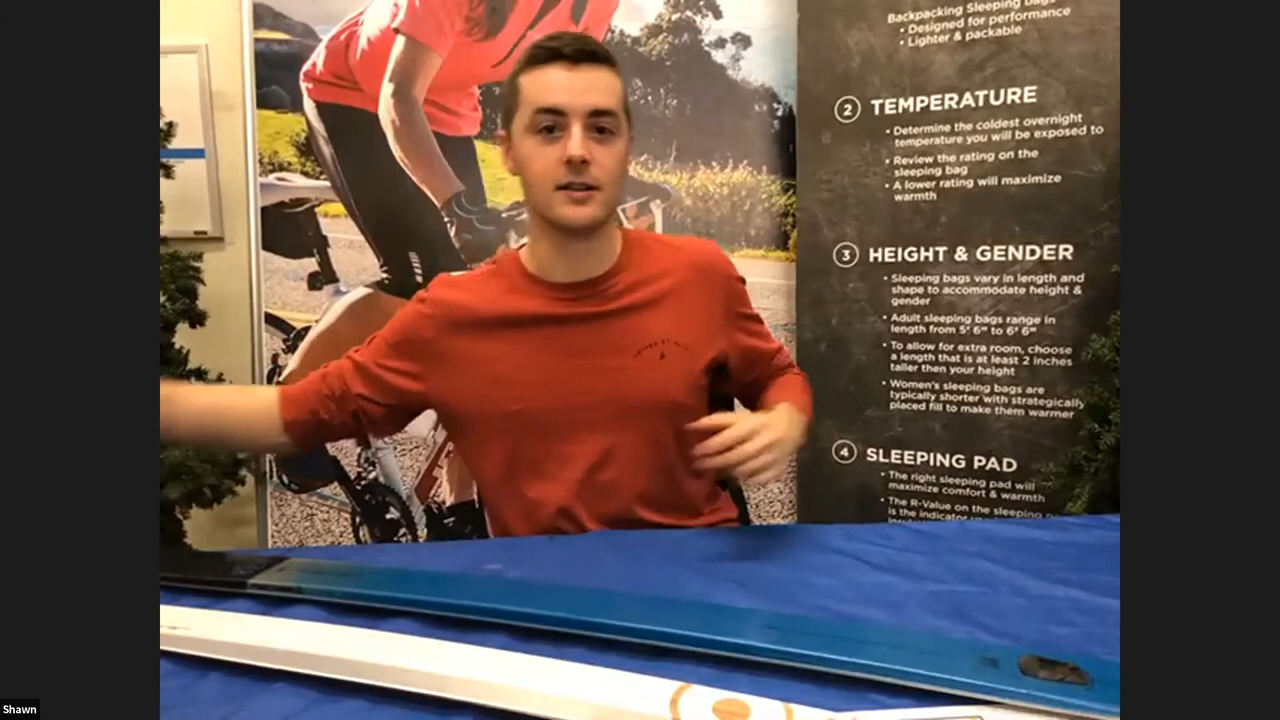 Backpacking Sleeping bags
• Designed for performance
• Lighter & packable
2 TEMPERATURE
• Determine the coldest overnight
temperature you will be exposed to
• Review the rating on the
sleeping bag
• A lower rating will maximize
warmth
3 HEIGHT & GENDER
• Sleeping bags vary in length and
shape to accommodate height &
gender
• Adult sleeping bags range in
length from 5' 6" to 6' 6"
• To allow for extra room, choose
a length that is at least 2 inches
taller then your height
• Women's sleeping bags are
typically shorter with strategically
placed fill to make them warmer
4 SLEEPING PAD
• The right sleeping pad will
maximize comfort & warmth
• The R-Value on the sleeping
is the indicator
Shawn